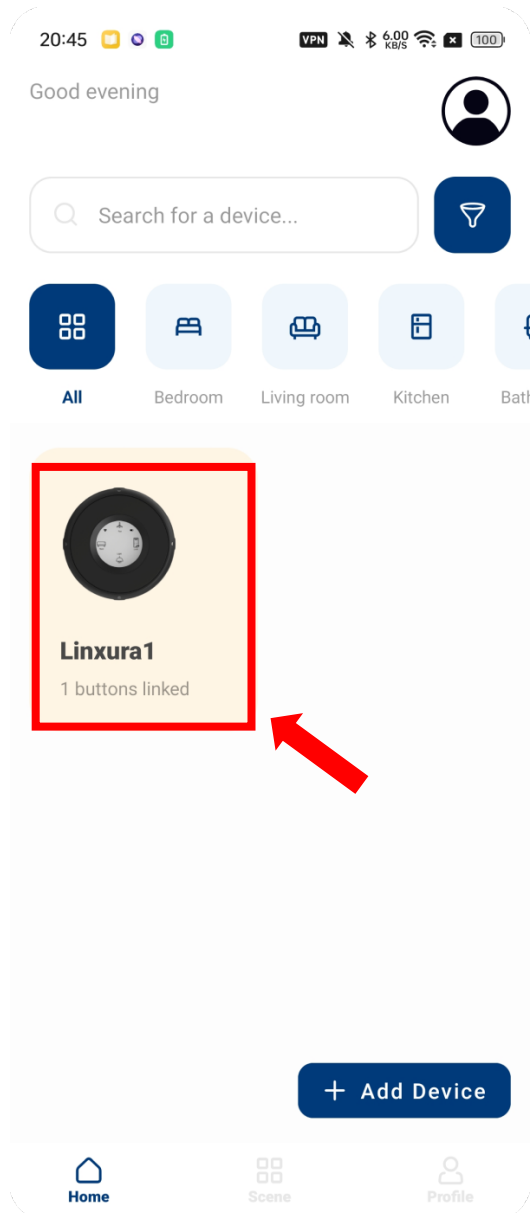 20:45 VPN 6.00 KB/S 100
Good evening
Search for a device...
All Bedroom Living room Kitchen Bath
Linxura1
1 buttons linked
+ Add Device
Home Scene Profile